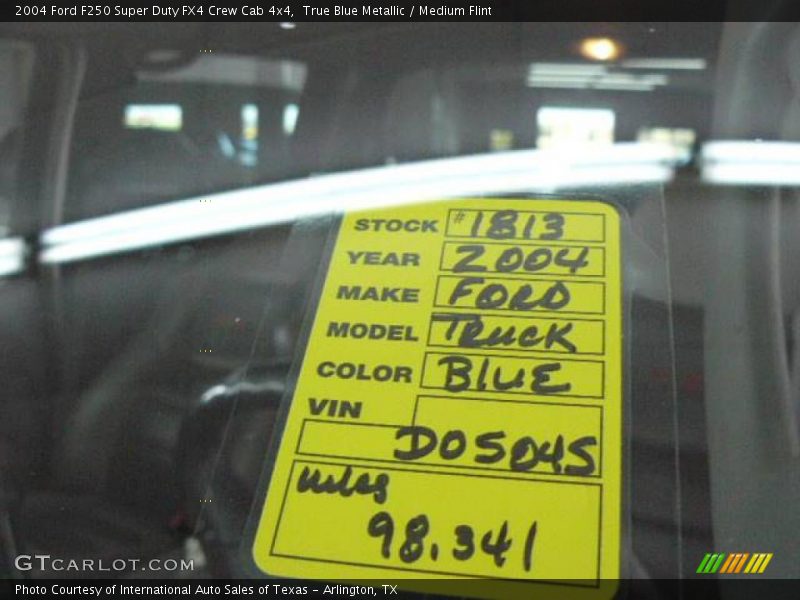 2004 Ford F250 Super Duty FX4 Crew Cab 4x4,  True Blue Metallic / Medium Flint
STOCK #1813
YEAR 2004
MAKE FORD
MODEL TRUCK
COLOR BLUE
VIN
D05045
miles
98.341
GTCARLOT.COM
Photo Courtesy of International Auto Sales of Texas - Arlington, TX